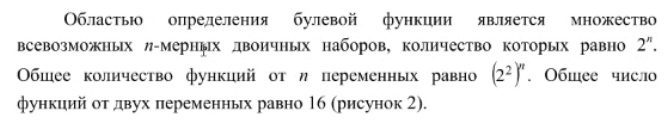 Областью определения булевой функции является множество
всевозможных n-мерных двоичных наборов, количество которых равно 2ⁿ.
Общее количество функций от n переменных равно (2²)ⁿ. Общее число
функций от двух переменных равно 16 (рисунок 2).